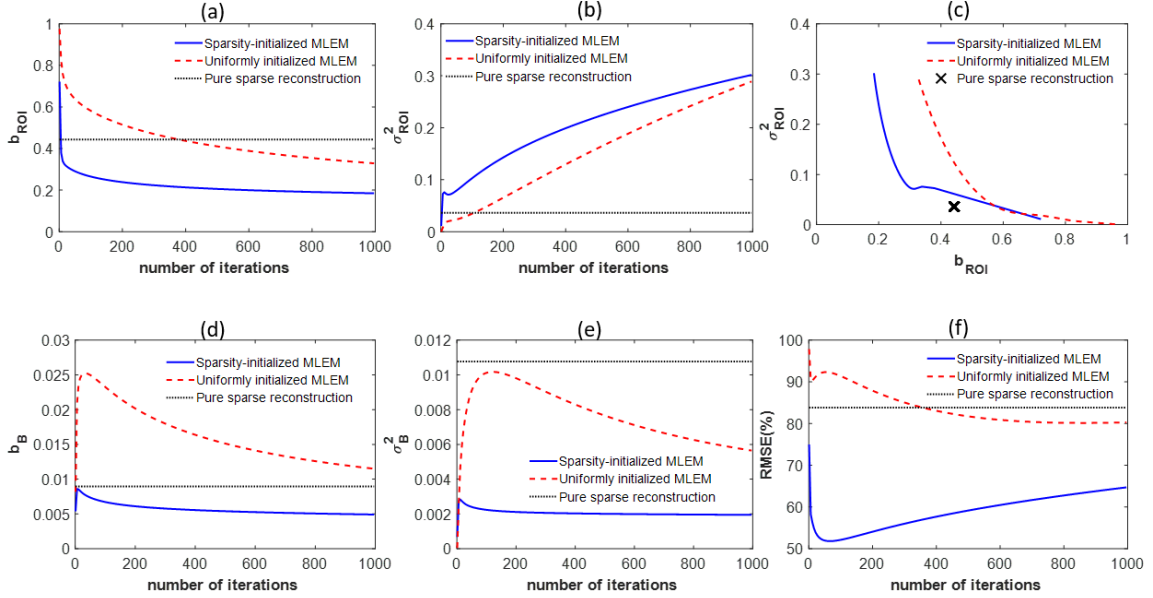 (a)
1
0.8
0.6
0.4
0.2
0
b_ROI
Sparsity-initialized MLEM
Uniformly initialized MLEM
Pure sparse reconstruction
0 200 400 600 800 1000
number of iterations
(b)
0.4
0.3
0.2
0.1
0
σ²_ROI
Sparsity-initialized MLEM
Uniformly initialized MLEM
Pure sparse reconstruction
0 200 400 600 800 1000
number of iterations
(c)
0.4
0.3
0.2
0.1
0
σ²_ROI
Sparsity-initialized MLEM
Uniformly initialized MLEM
Pure sparse reconstruction
0 0.2 0.4 0.6 0.8 1
b_ROI
(d)
0.03
0.025
0.02
0.015
0.01
0.005
0
b_B
Sparsity-initialized MLEM
Uniformly initialized MLEM
Pure sparse reconstruction
0 200 400 600 800 1000
number of iterations
(e)
0.012
0.01
0.008
0.006
0.004
0.002
0
σ²_B
Sparsity-initialized MLEM
Uniformly initialized MLEM
Pure sparse reconstruction
0 200 400 600 800 1000
number of iterations
(f)
100
90
80
70
60
50
RMSE(%)
Sparsity-initialized MLEM
Uniformly initialized MLEM
Pure sparse reconstruction
0 200 400 600 800 1000
number of iterations